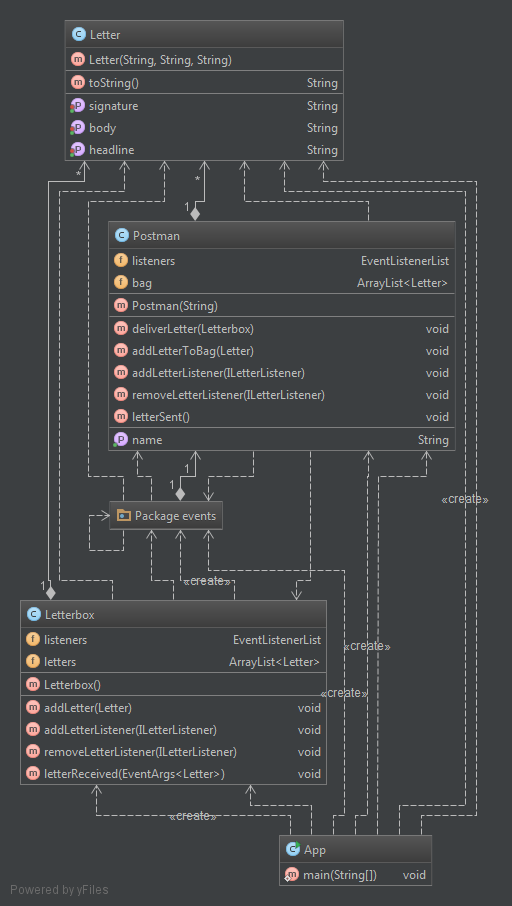 Letter
Letter(String, String, String)
toString() String
signature String
body String
headline String
* *
1
Postman
listeners EventListenerList
bag ArrayList<Letter>
Postman(String)
deliverLetter(Letterbox) void
addLetterToBag(Letter) void
addLetterListener(ILetterListener) void
removeLetterListener(ILetterListener) void
letterSent() void
name String
1
1
«create»
Package events
«create»
1
Letterbox
listeners EventListenerList
letters ArrayList<Letter>
Letterbox()
addLetter(Letter) void
addLetterListener(ILetterListener) void
removeLetterListener(ILetterListener) void
letterReceived(EventArgs<Letter>) void
«create»
«create»
«create»
App
main(String[]) void
Powered by yFiles